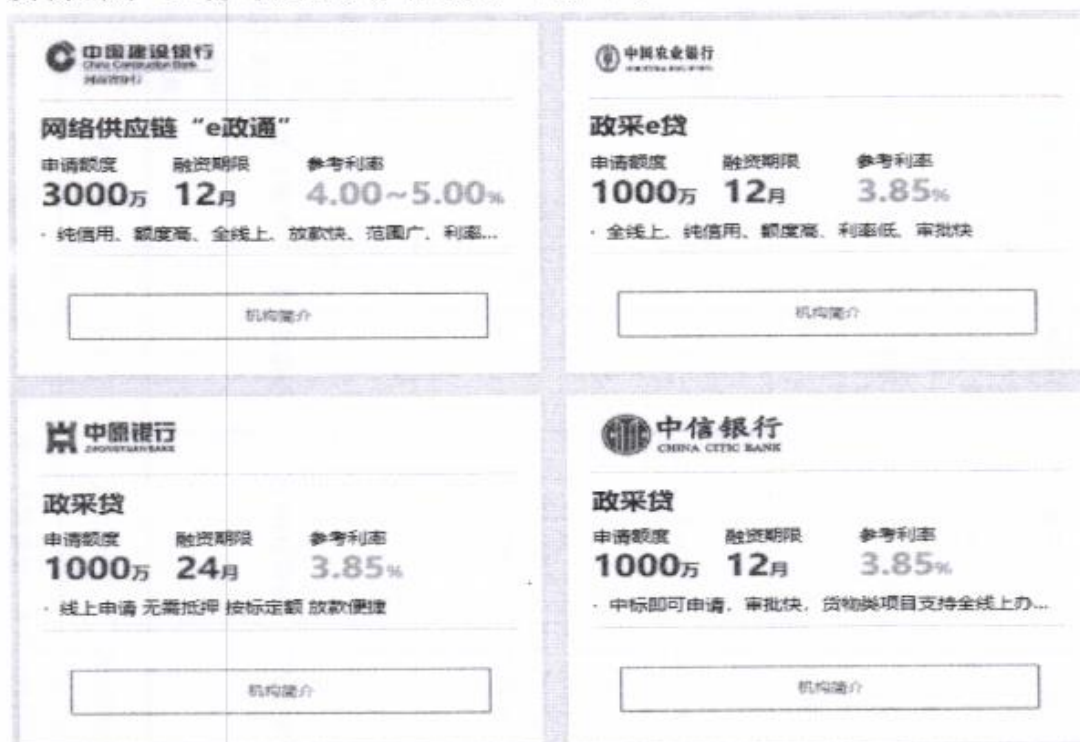 中国建设银行
China Construction Bank
网络供应链“e政通”
申请额度 融资期限 参考利率
3000万 12月 4.00~5.00%
· 纯信用、额度高、全线上、放款快、范围广、利率...
机构简介
中国农业银行
政采e贷
申请额度 融资期限 参考利率
1000万 12月 3.85%
· 全线上、纯信用、额度高、利率低、审批快
机构简介
中原银行
ZHONGYUAN BANK
政采贷
申请额度 融资期限 参考利率
1000万 24月 3.85%
· 线上申请 无需抵押 按标定额 放款便捷
机构简介
中信银行
CHINA CITIC BANK
政采贷
申请额度 融资期限 参考利率
1000万 12月 3.85%
· 中标即可申请，审批快，货物类项目支持全线上办...
机构简介